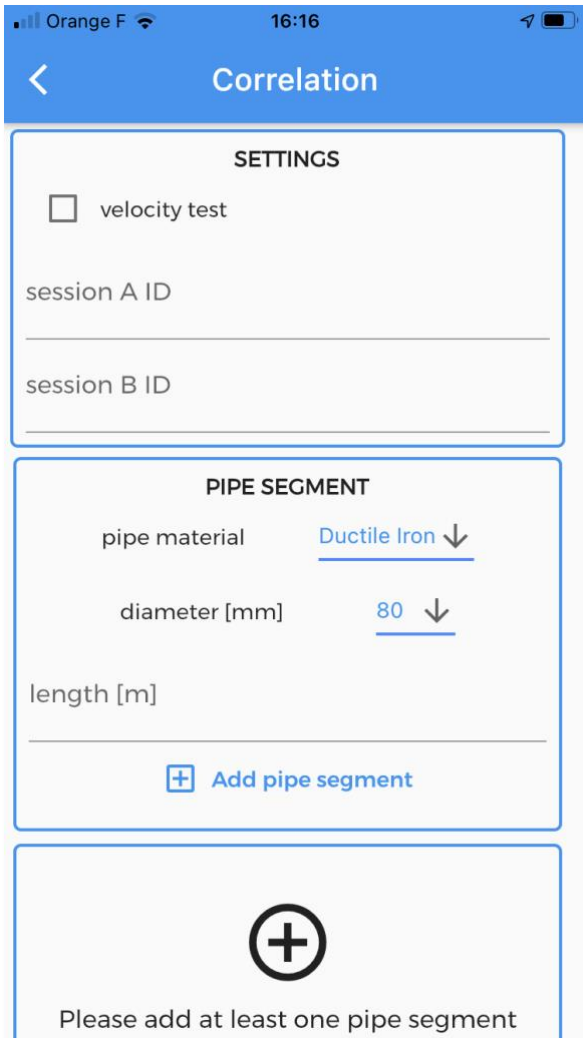 Orange F 16:16
Correlation
SETTINGS
velocity test
session A ID
session B ID
PIPE SEGMENT
pipe material Ductile Iron
diameter [mm] 80
length [m]
Add pipe segment
Please add at least one pipe segment